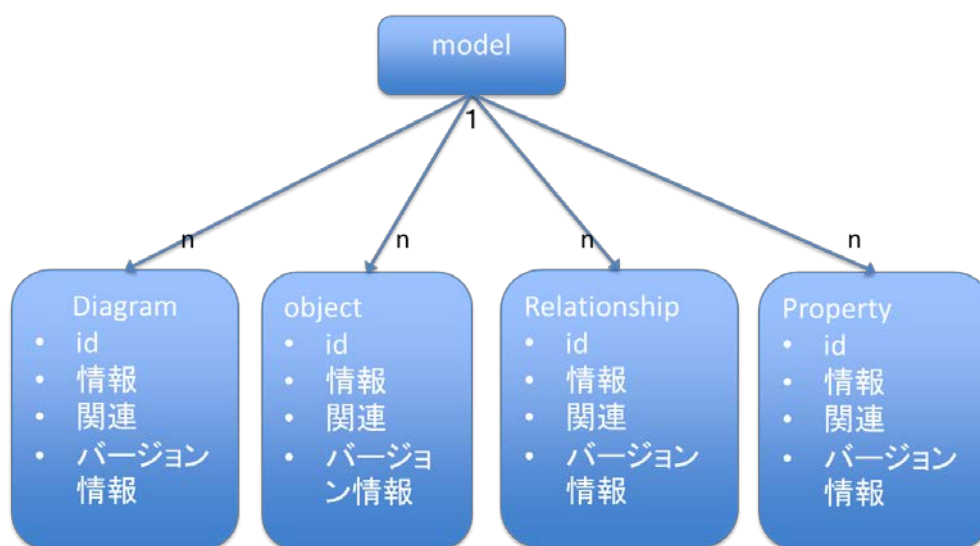 model
1
n
n
n
n
Diagram
• id
• 情報
• 関連
• バージョン
情報
object
• id
• 情報
• 関連
• バージョ
ン情報
Relationship
• id
• 情報
• 関連
• バージョン
情報
Property
• id
• 情報
• 関連
• バージョン
情報